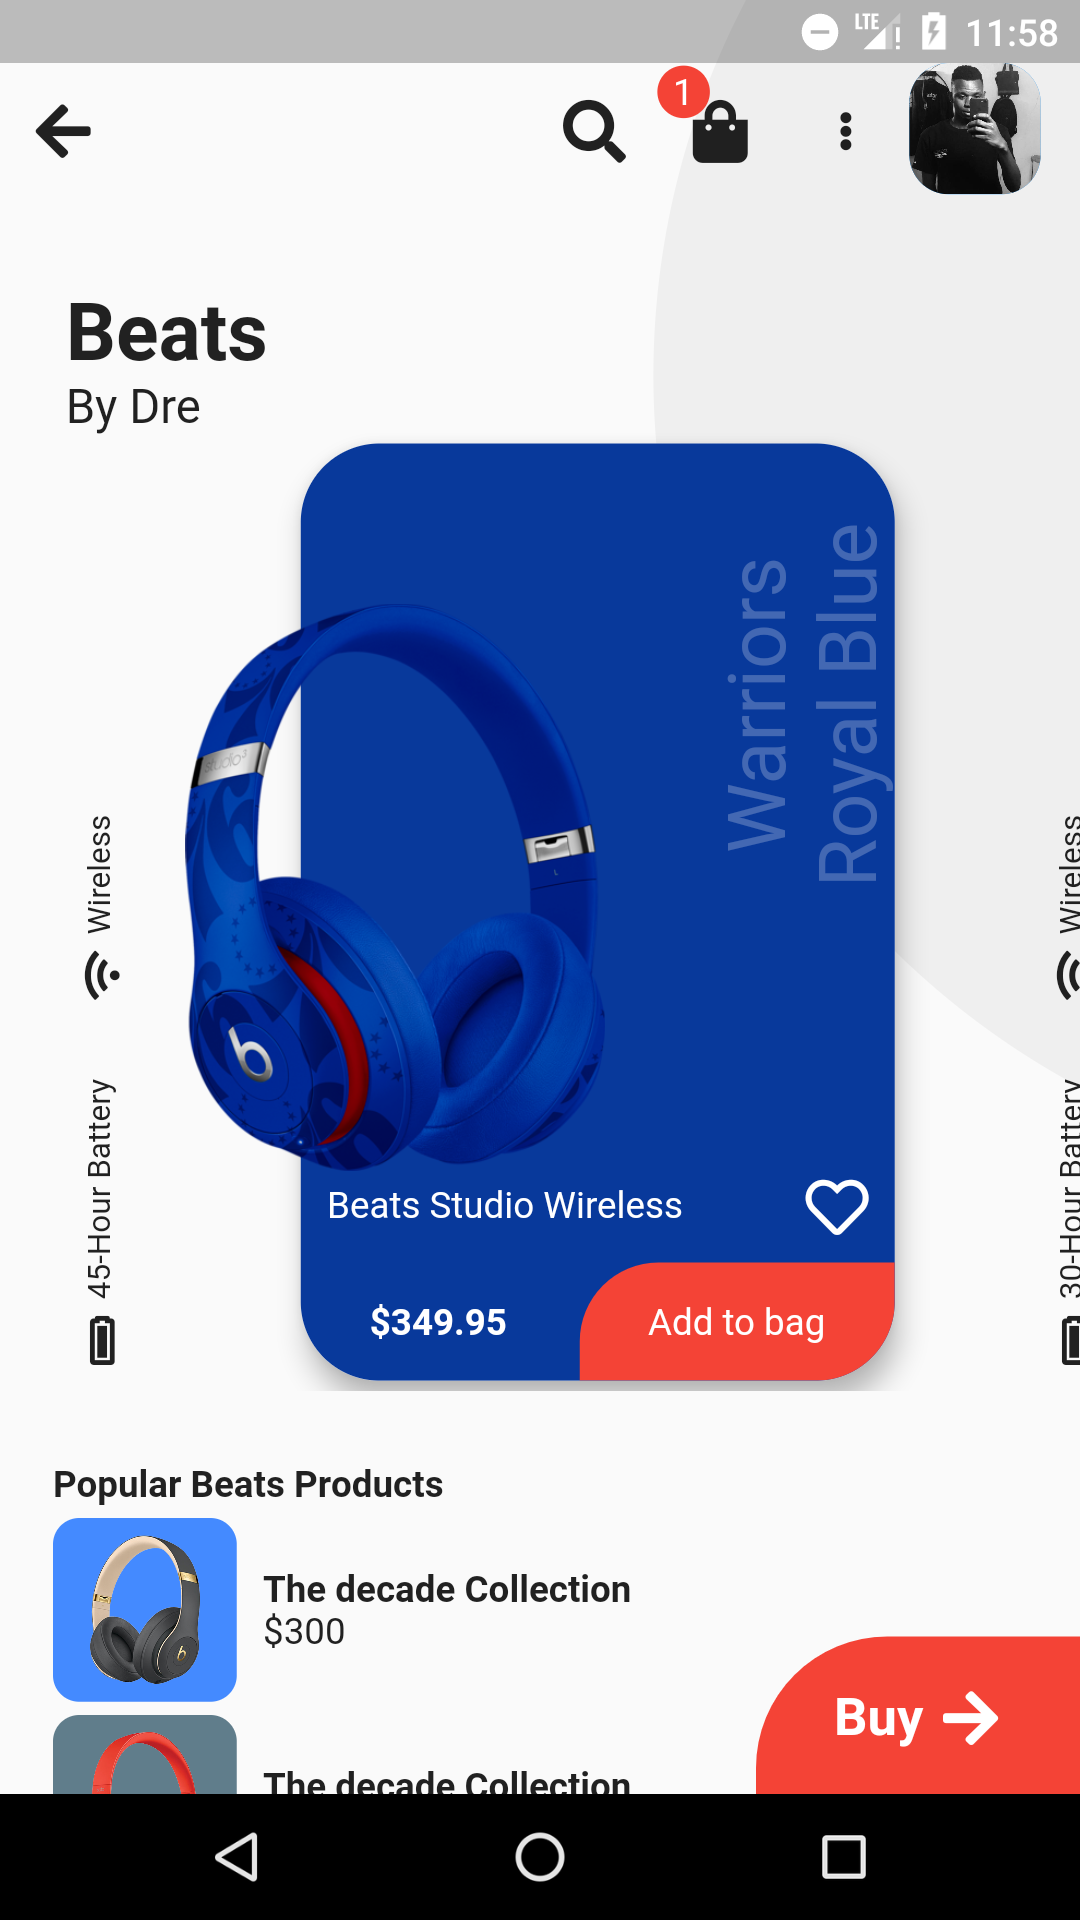 LTE 11:58
1
Beats
By Dre
Warriors
Royal Blue
studio³
Wireless
45-Hour Battery
Wireless
30-Hour Battery
Beats Studio Wireless
$349.95
Add to bag
Popular Beats Products
The decade Collection
$300
Buy
The decade Collection